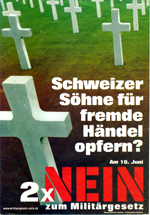 Schweizer
Söhne für
fremde
Händel
opfern?
Am 10. Juni
2x NEIN
zum Militärgesetz